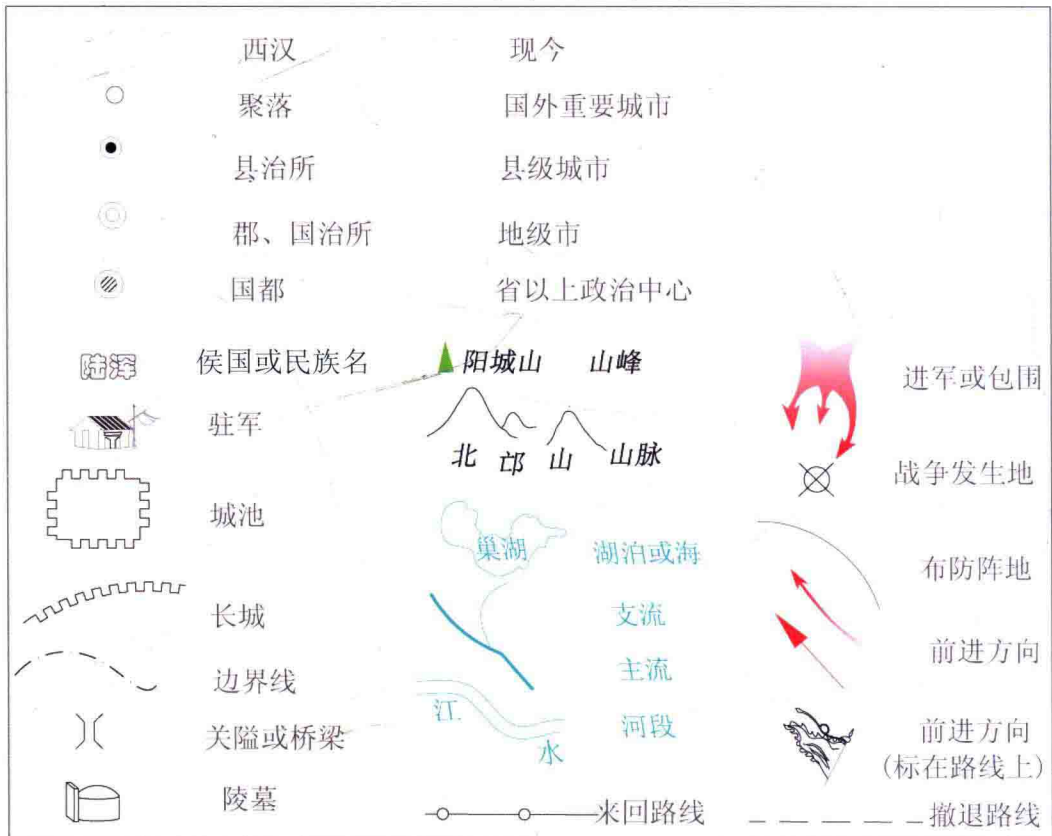 西汉 现今
聚落 国外重要城市
县治所 县级城市
郡、国治所 地级市
国都 省以上政治中心
陆浑 侯国或民族名
驻军
城池
长城
边界线
关隘或桥梁
陵墓
阳城山 山峰
北邙山 山脉
巢湖 湖泊或海
支流
主流
江水 河段
来回路线
进军或包围
战争发生地
布防阵地
前进方向
前进方向
(标在路线上)
撤退路线